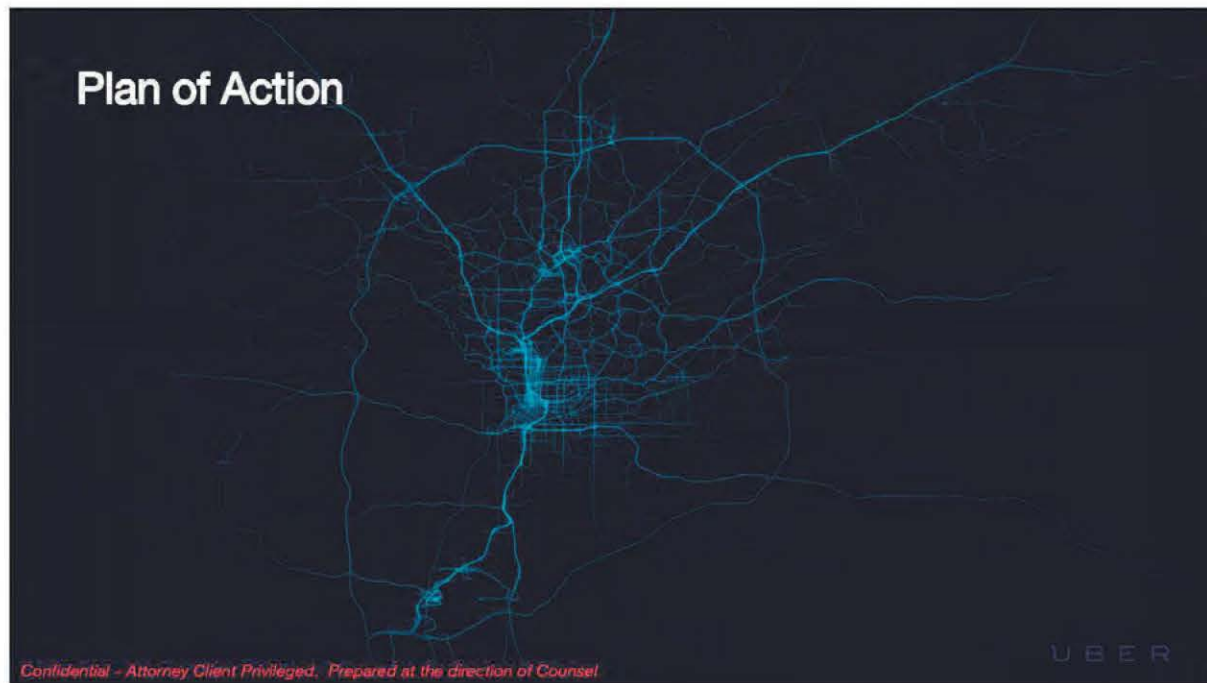 Plan of Action
Confidential - Attorney Client Privileged. Prepared at the direction of Counsel
UBER